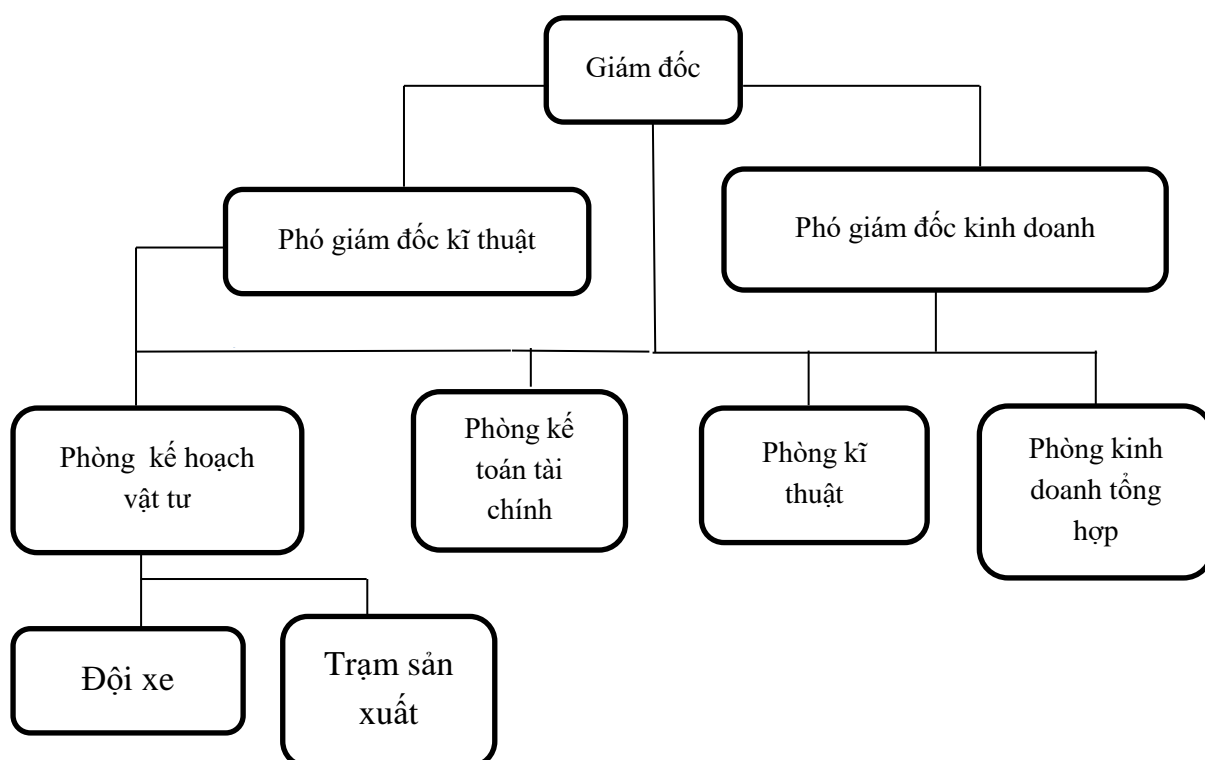 Giám đốc
Phó giám đốc kĩ thuật
Phó giám đốc kinh doanh
Phòng kế hoạch
vật tư
Phòng kế
toán tài
chính
Phòng kĩ
thuật
Phòng kinh
doanh tổng
hợp
Đội xe
Trạm sản
xuất